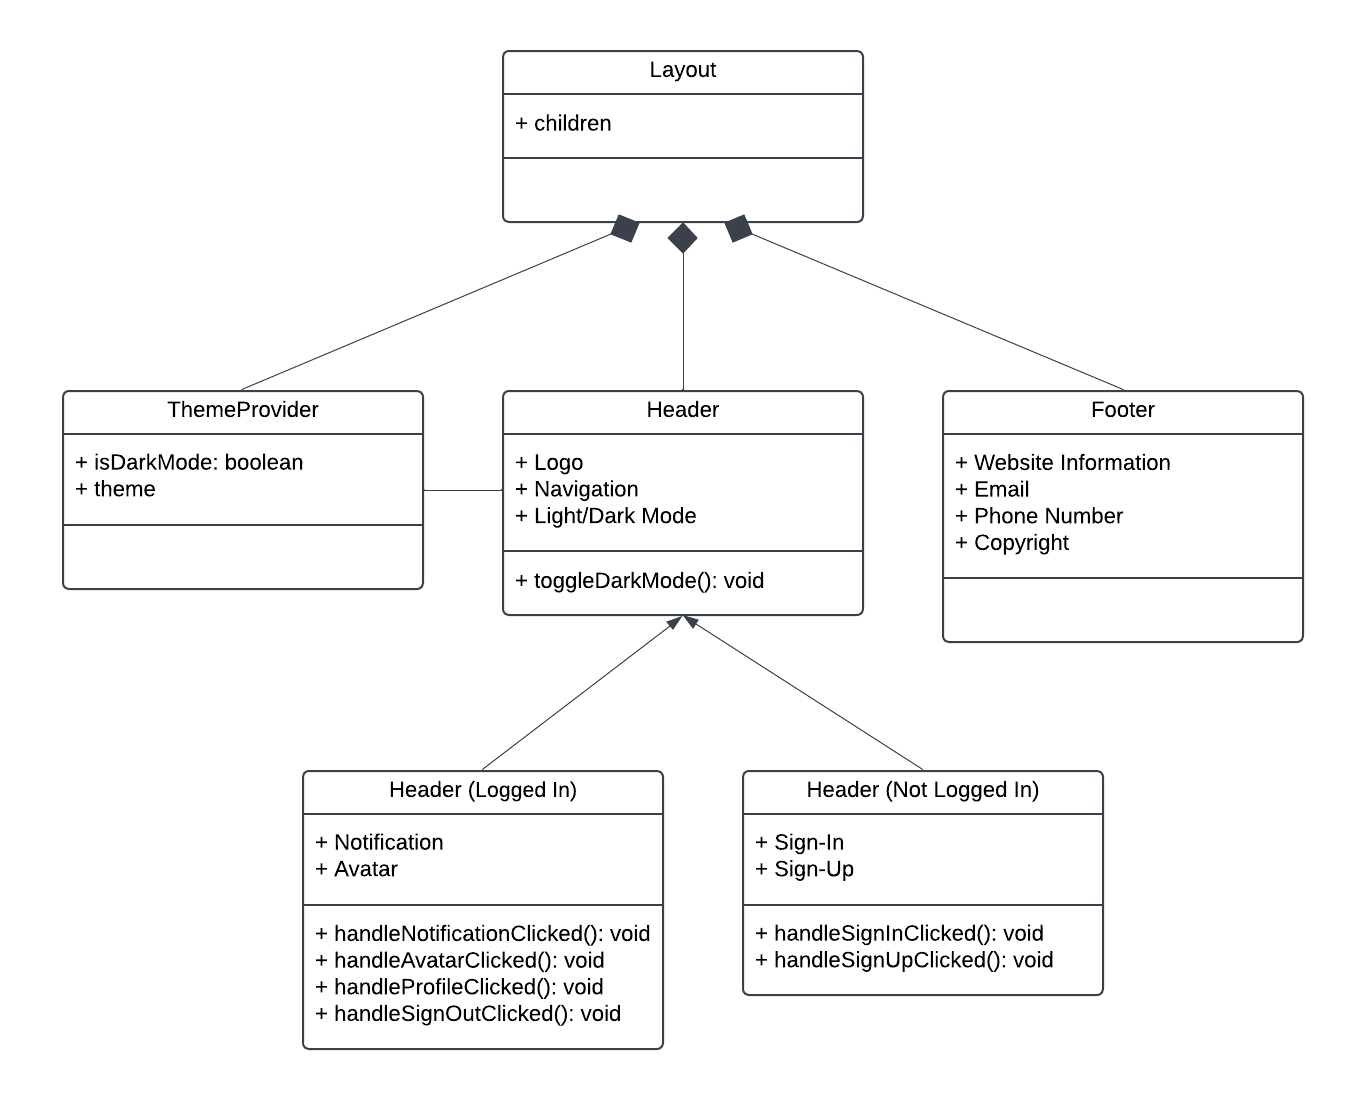 Layout
+ children
ThemeProvider
+ isDarkMode: boolean
+ theme
Header
+ Logo
+ Navigation
+ Light/Dark Mode
+ toggleDarkMode(): void
Footer
+ Website Information
+ Email
+ Phone Number
+ Copyright
Header (Logged In)
+ Notification
+ Avatar
+ handleNotificationClicked(): void
+ handleAvatarClicked(): void
+ handleProfileClicked(): void
+ handleSignOutClicked(): void
Header (Not Logged In)
+ Sign-In
+ Sign-Up
+ handleSignInClicked(): void
+ handleSignUpClicked(): void